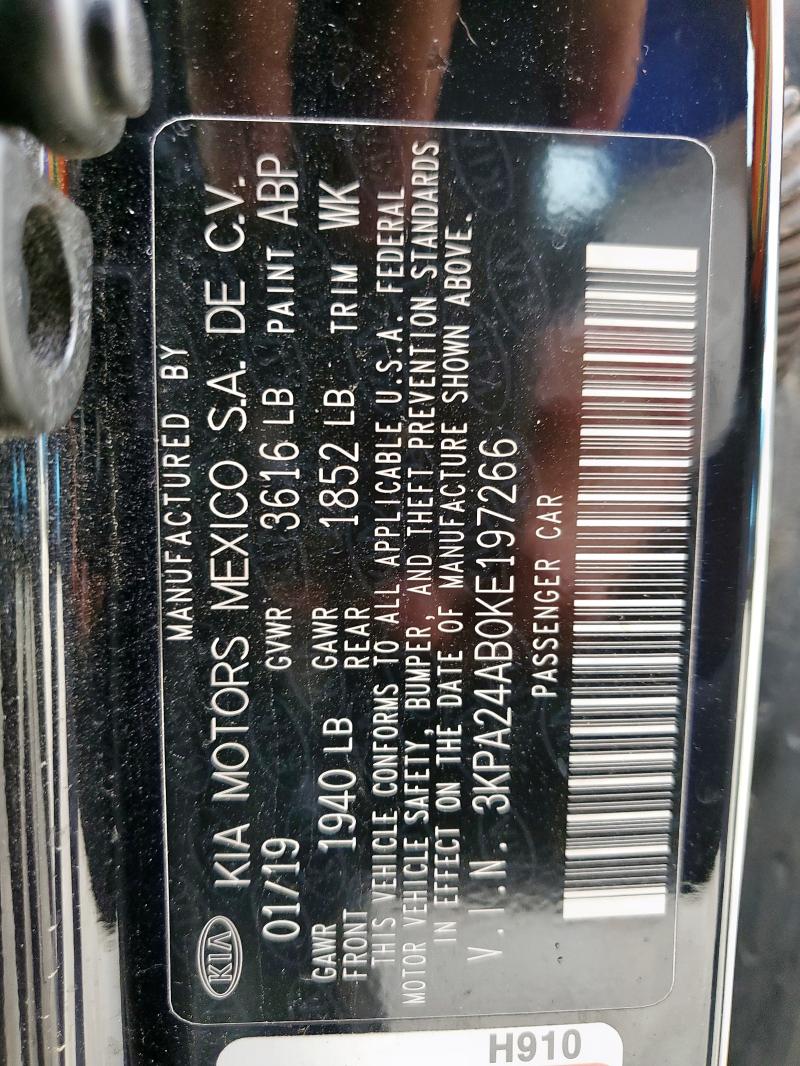 MANUFACTURED BY
KIA KIA MOTORS MEXICO S.A. DE C.V.
01/19 GVWR 3616 LB PAINT ABP
GAWR FRONT 1940 LB GAWR REAR 1852 LB TRIM WK
THIS VEHICLE CONFORMS TO ALL APPLICABLE U.S.A. FEDERAL
MOTOR VEHICLE SAFETY, BUMPER, AND THEFT PREVENTION STANDARDS
IN EFFECT ON THE DATE OF MANUFACTURE SHOWN ABOVE.
V.I.N. 3KPA24AB0KE197266
PASSENGER CAR
H910